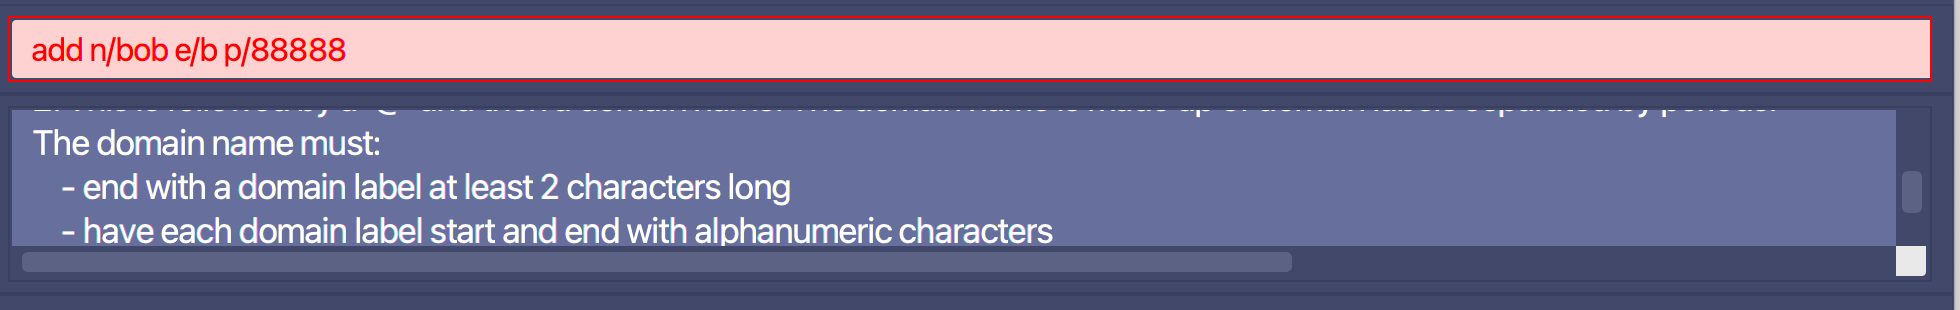 add n/bob e/b p/88888
The domain name must:
- end with a domain label at least 2 characters long
- have each domain label start and end with alphanumeric characters